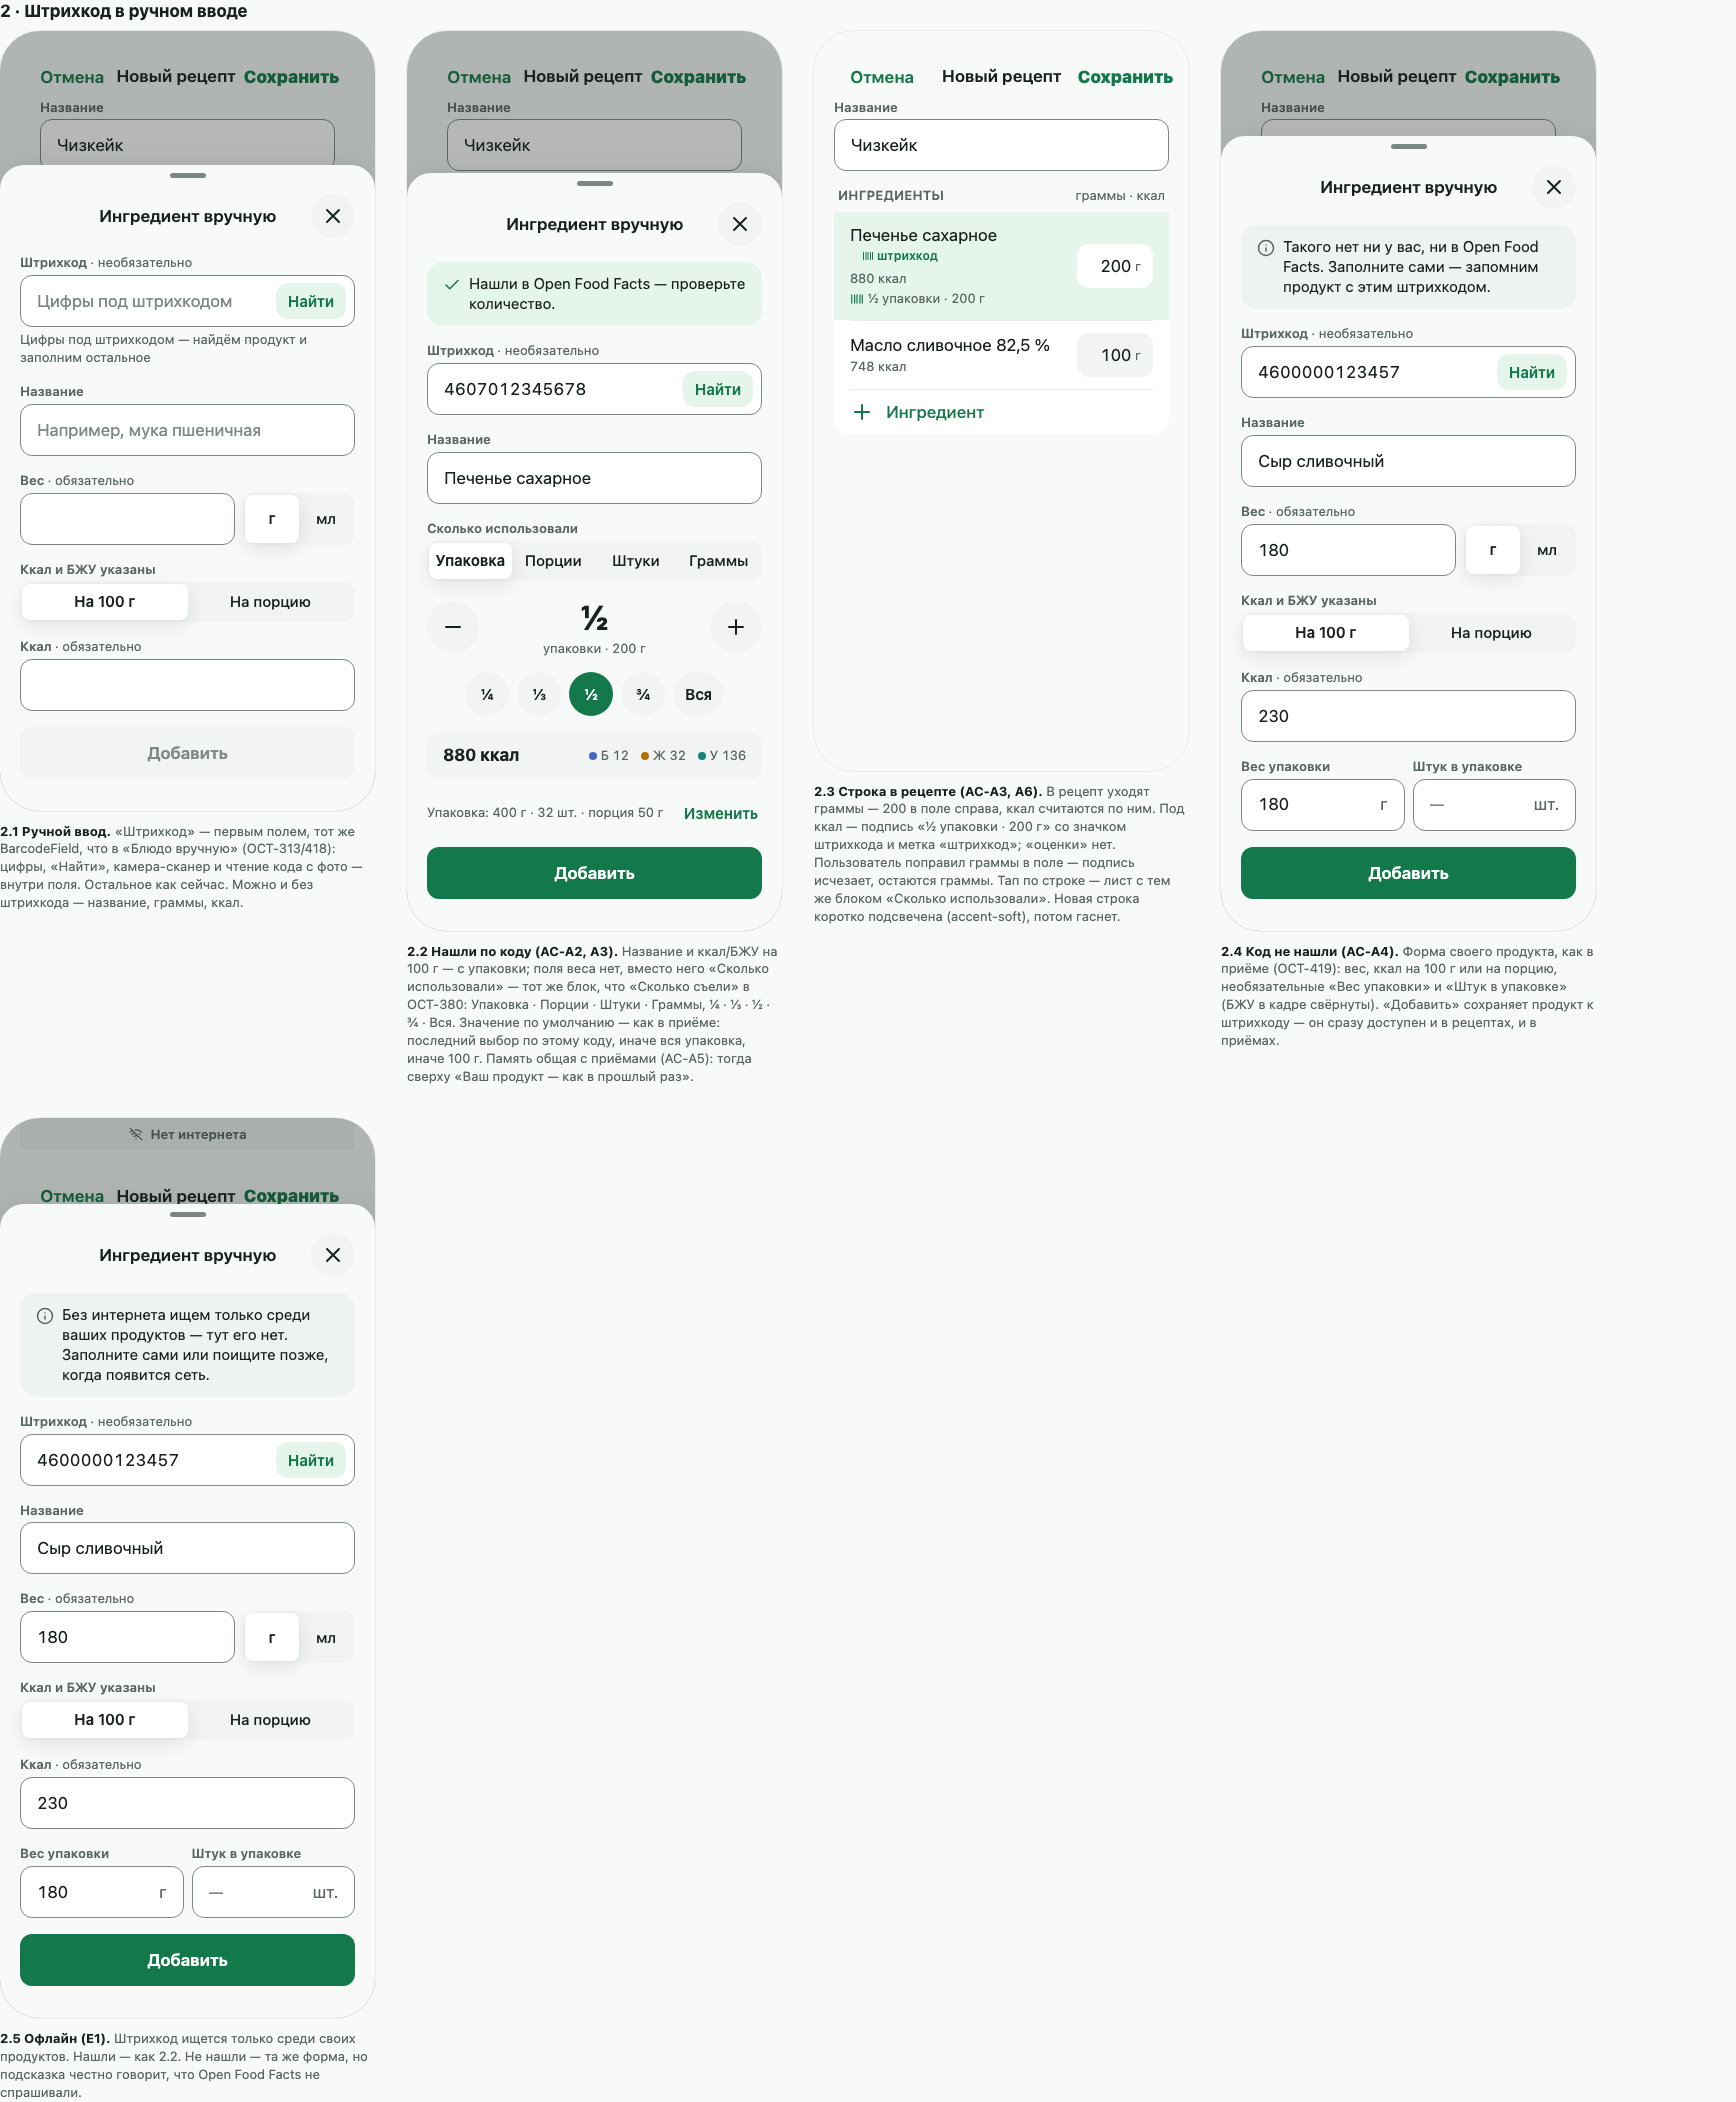 2 · Штрихкод в ручном вводе
Отмена Новый рецепт Сохранить
Название
Чизкейк
Ингредиент вручную
Штрихкод · необязательно
Цифры под штрихкодом Найти
Цифры под штрихкодом — найдём продукт и
заполним остальное
Название
Например, мука пшеничная
Вес · обязательно
г мл
Ккал и БЖУ указаны
На 100 г На порцию
Ккал · обязательно
Добавить
2.1 Ручной ввод. «Штрихкод» — первым полем, тот же
BarcodeField, что в «Блюдо вручную» (ОСТ-313/418):
цифры, «Найти», камера-сканер и чтение кода с фото —
внутри поля. Остальное как сейчас. Можно и без
штрихкода — название, граммы, ккал.
Отмена Новый рецепт Сохранить
Название
Чизкейк
Ингредиент вручную
Нашли в Open Food Facts — проверьте
количество.
Штрихкод · необязательно
4607012345678 Найти
Название
Печенье сахарное
Сколько использовали
Упаковка Порции Штуки Граммы
½
упаковки · 200 г
¼ ⅓ ½ ¾ Вся
880 ккал Б 12 Ж 32 У 136
Упаковка: 400 г · 32 шт. · порция 50 г Изменить
Добавить
2.2 Нашли по коду (AC-A2, A3). Название и ккал/БЖУ на
100 г — с упаковки; поля веса нет, вместо него «Сколько
использовали» — тот же блок, что «Сколько съели» в
ОСТ-380: Упаковка · Порции · Штуки · Граммы, ¼ · ⅓ · ½ ·
¾ · Вся. Значение по умолчанию — как в приёме:
последний выбор по этому коду, иначе вся упаковка,
иначе 100 г. Память общая с приёмами (AC-A5): тогда
сверху «Ваш продукт — как в прошлый раз».
Отмена Новый рецепт Сохранить
Название
Чизкейк
ИНГРЕДИЕНТЫ граммы · ккал
Печенье сахарное
штрихкод
880 ккал
½ упаковки · 200 г
200 г
Масло сливочное 82,5 %
748 ккал
100 г
Ингредиент
2.3 Строка в рецепте (AC-A3, A6). В рецепт уходят
граммы — 200 в поле справа, ккал считаются по ним. Под
ккал — подпись «½ упаковки · 200 г» со значком
штрихкода и метка «штрихкод»; «оценки» нет.
Пользователь поправил граммы в поле — подпись
исчезает, остаются граммы. Тап по строке — лист с тем
же блоком «Сколько использовали». Новая строка
коротко подсвечена (accent-soft), потом гаснет.
Отмена Новый рецепт Сохранить
Название
Ингредиент вручную
Такого нет ни у вас, ни в Open Food
Facts. Заполните сами — запомним
продукт с этим штрихкодом.
Штрихкод · необязательно
4600000123457 Найти
Название
Сыр сливочный
Вес · обязательно
180 г мл
Ккал и БЖУ указаны
На 100 г На порцию
Ккал · обязательно
230
Вес упаковки Штук в упаковке
180 г — шт.
Добавить
2.4 Код не нашли (AC-A4). Форма своего продукта, как в
приёме (ОСТ-419): вес, ккал на 100 г или на порцию,
необязательные «Вес упаковки» и «Штук в упаковке»
(БЖУ в кадре свёрнуты). «Добавить» сохраняет продукт к
штрихкоду — он сразу доступен и в рецептах, и в
приёмах.
Нет интернета
Отмена Новый рецепт Сохранить
Ингредиент вручную
Без интернета ищем только среди
ваших продуктов — тут его нет.
Заполните сами или поищите позже,
когда появится сеть.
Штрихкод · необязательно
4600000123457 Найти
Название
Сыр сливочный
Вес · обязательно
180 г мл
Ккал и БЖУ указаны
На 100 г На порцию
Ккал · обязательно
230
Вес упаковки Штук в упаковке
180 г — шт.
Добавить
2.5 Офлайн (E1). Штрихкод ищется только среди своих
продуктов. Нашли — как 2.2. Не нашли — та же форма, но
подсказка честно говорит, что Open Food Facts не
спрашивали.